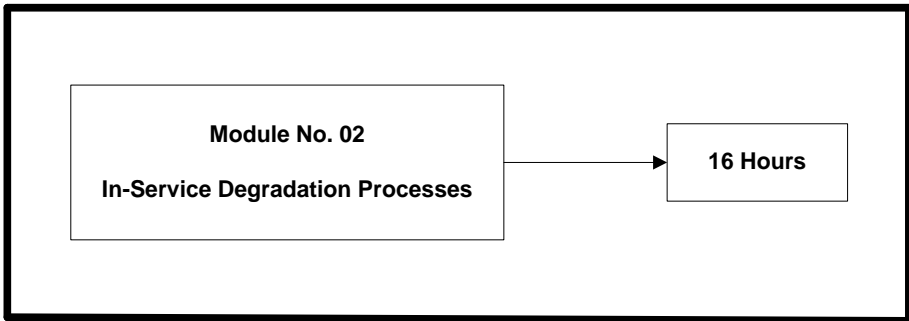 Module No. 02
In-Service Degradation Processes
16 Hours